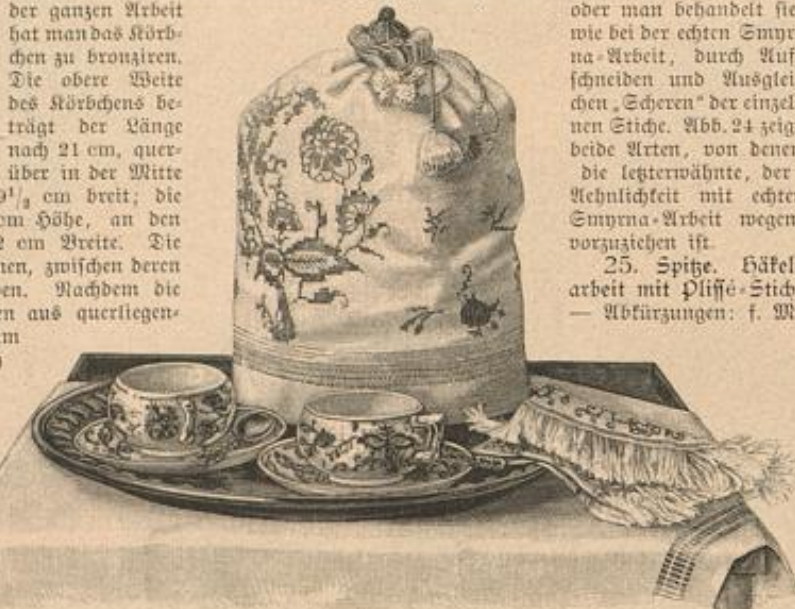 der ganzen Arbeit
hat man das Körb-
chen zu bronziren.
Die obere Weite
des Körbchens be-
trägt der Länge
nach 21 cm, quer-
über in der Mitte
9½ cm breit; die
cm Höhe, an den
2 cm Breite. Die
nen, zwischen deren
en. Nachdem die
n aus querliegen-
m
oder man behandelt sie
wie bei der echten Smyr
na-Arbeit, durch Auf
schneiden und Ausglei
chen „Scheren" der einzel
nen Stiche. Abb. 24 zeig
beide Arten, von denen
die letzterwähnte, der
Aehnlichkeit mit echte
Smyrna-Arbeit wegen
vorzuziehen ist.
25. Spitze. Häkel
arbeit mit Plissé-Stich
— Abkürzungen: f. M